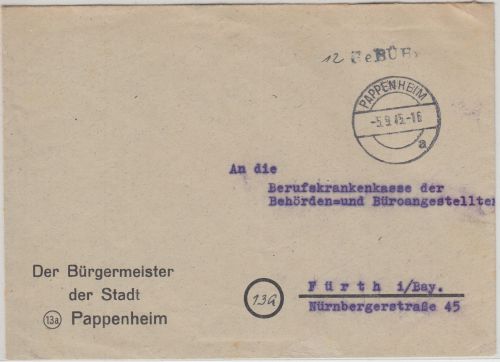 12 GeBÜHr
PAPPENHEIM
-5.9.45.-16
a
An die
Berufskrankenkasse der
Behörden=und Büroangestellten
Der Bürgermeister
der Stadt
13a Pappenheim
13a
Fürth i/Bay.
Nürnbergerstraße 45